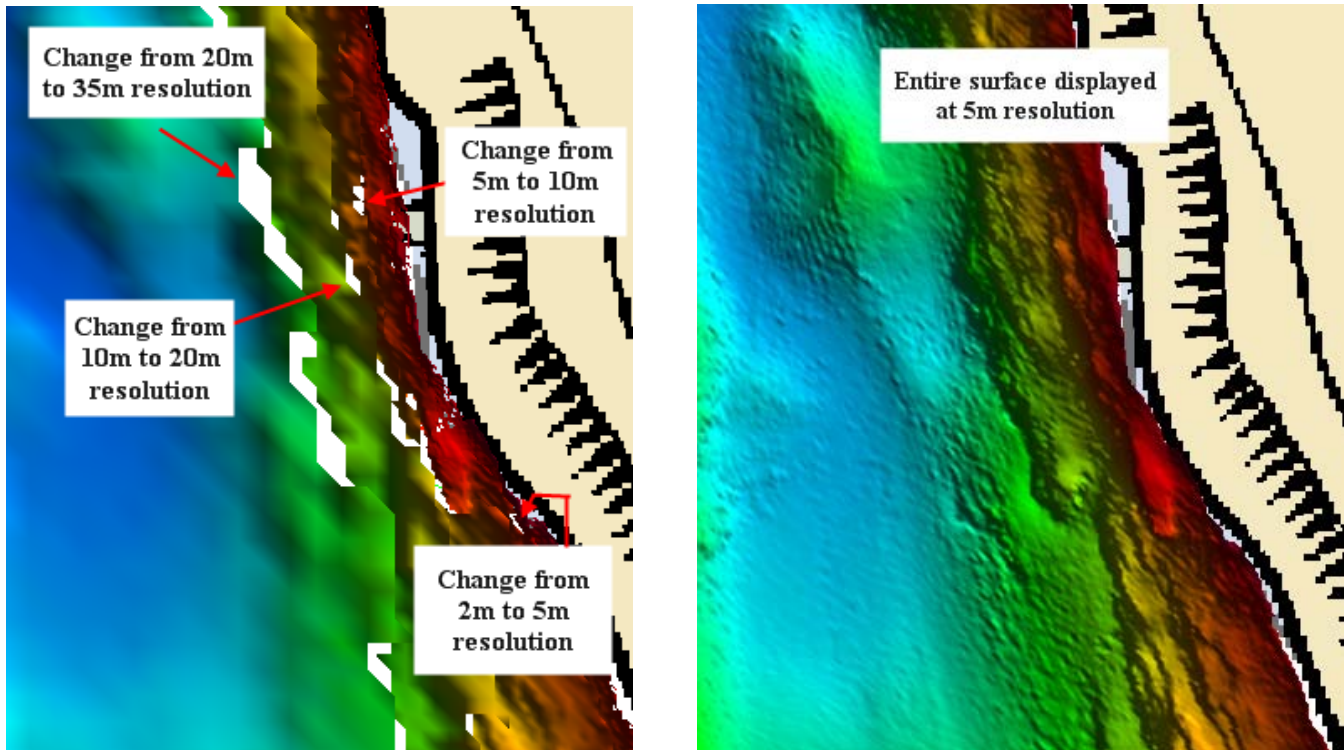 Change from 20m
to 35m resolution
Change from
5m to 10m
resolution
Change from
10m to 20m
resolution
Change from
2m to 5m
resolution
Entire surface displayed
at 5m resolution